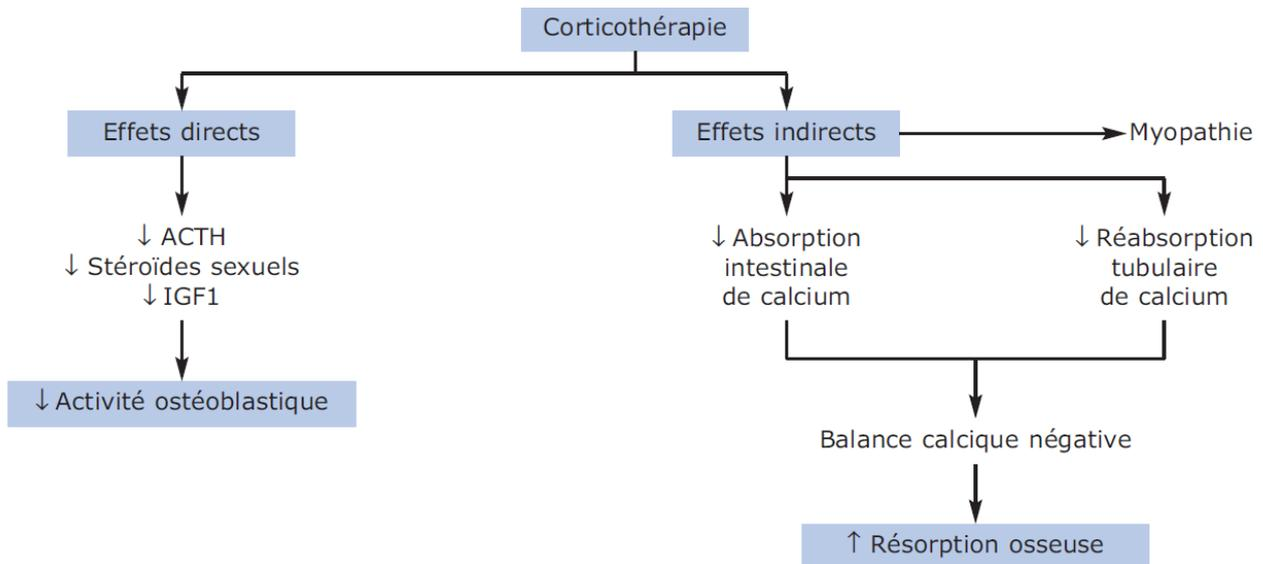 Corticothérapie
Effets directs
Effets indirects
Myopathie
↓ ACTH
↓ Stéroïdes sexuels
↓ IGF1
↓ Absorption
intestinale
de calcium
↓ Réabsorption
tubulaire
de calcium
↓ Activité ostéoblastique
Balance calcique négative
↑ Résorption osseuse